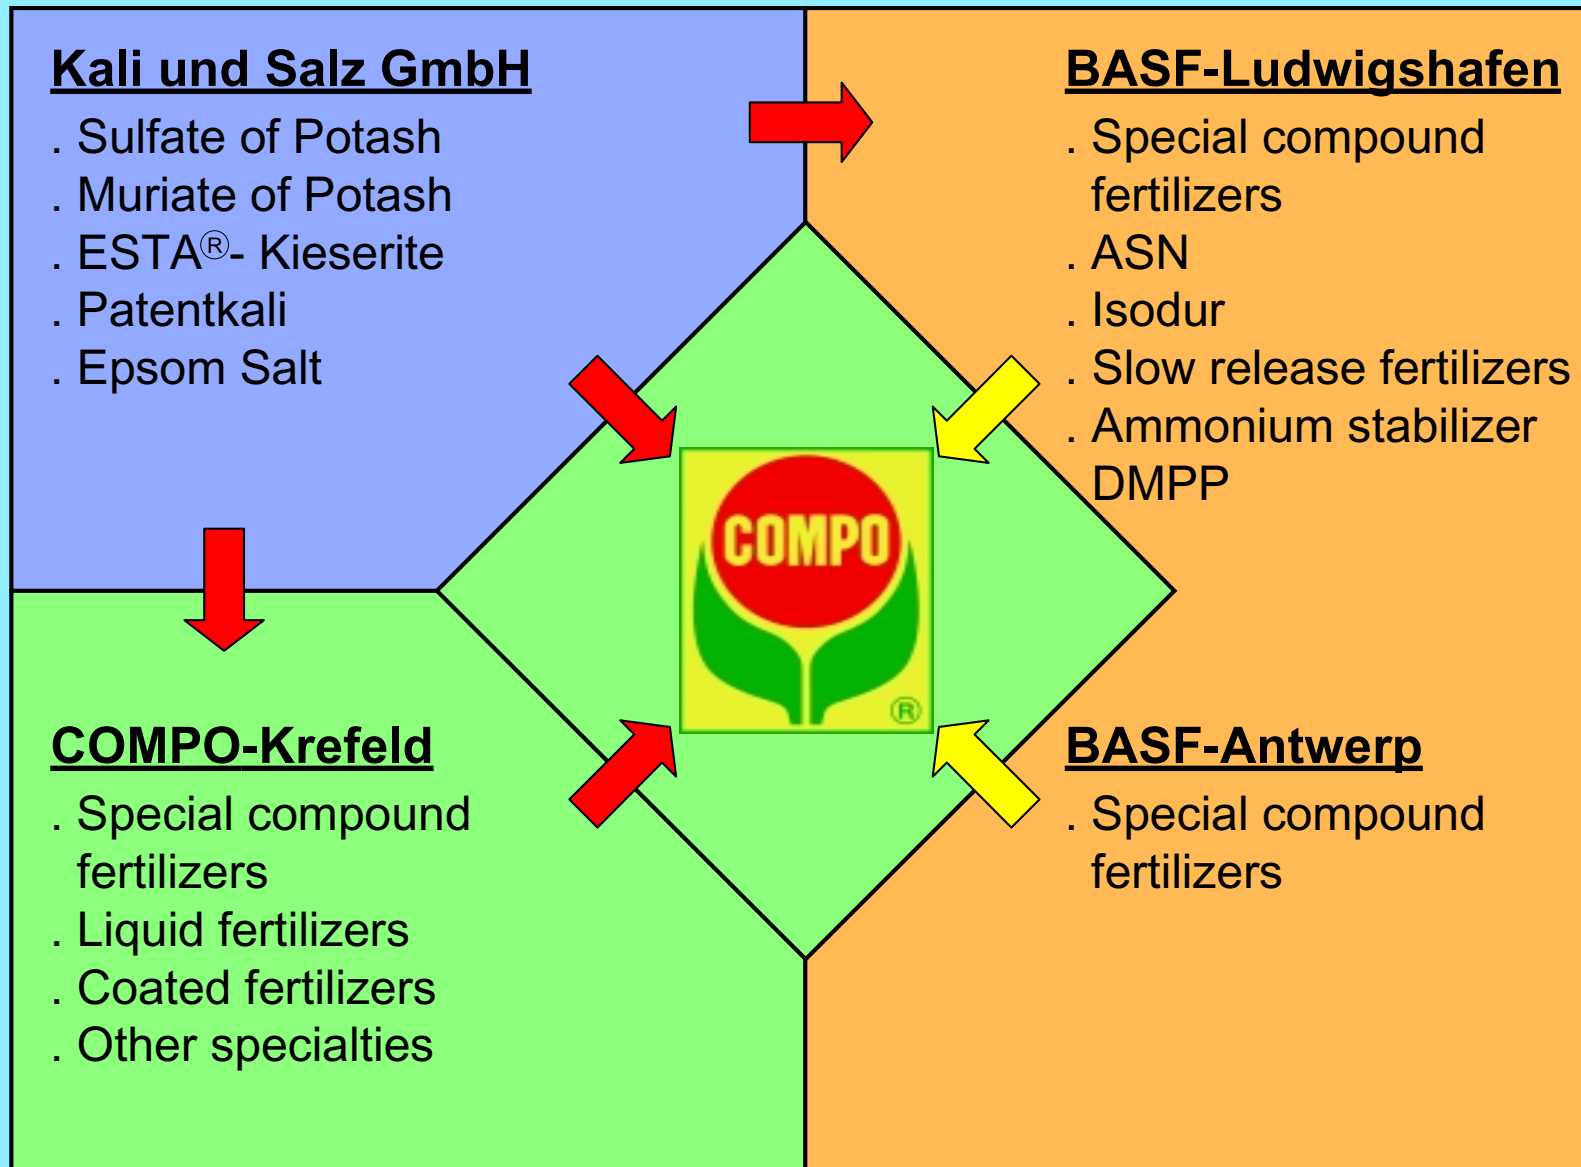 Kali und Salz GmbH
. Sulfate of Potash
. Muriate of Potash
. ESTA®- Kieserite
. Patentkali
. Epsom Salt
BASF-Ludwigshafen
. Special compound
fertilizers
. ASN
. Isodur
. Slow release fertilizers
. Ammonium stabilizer
DMPP
COMPO
®
COMPO-Krefeld
. Special compound
fertilizers
. Liquid fertilizers
. Coated fertilizers
. Other specialties
BASF-Antwerp
. Special compound
fertilizers